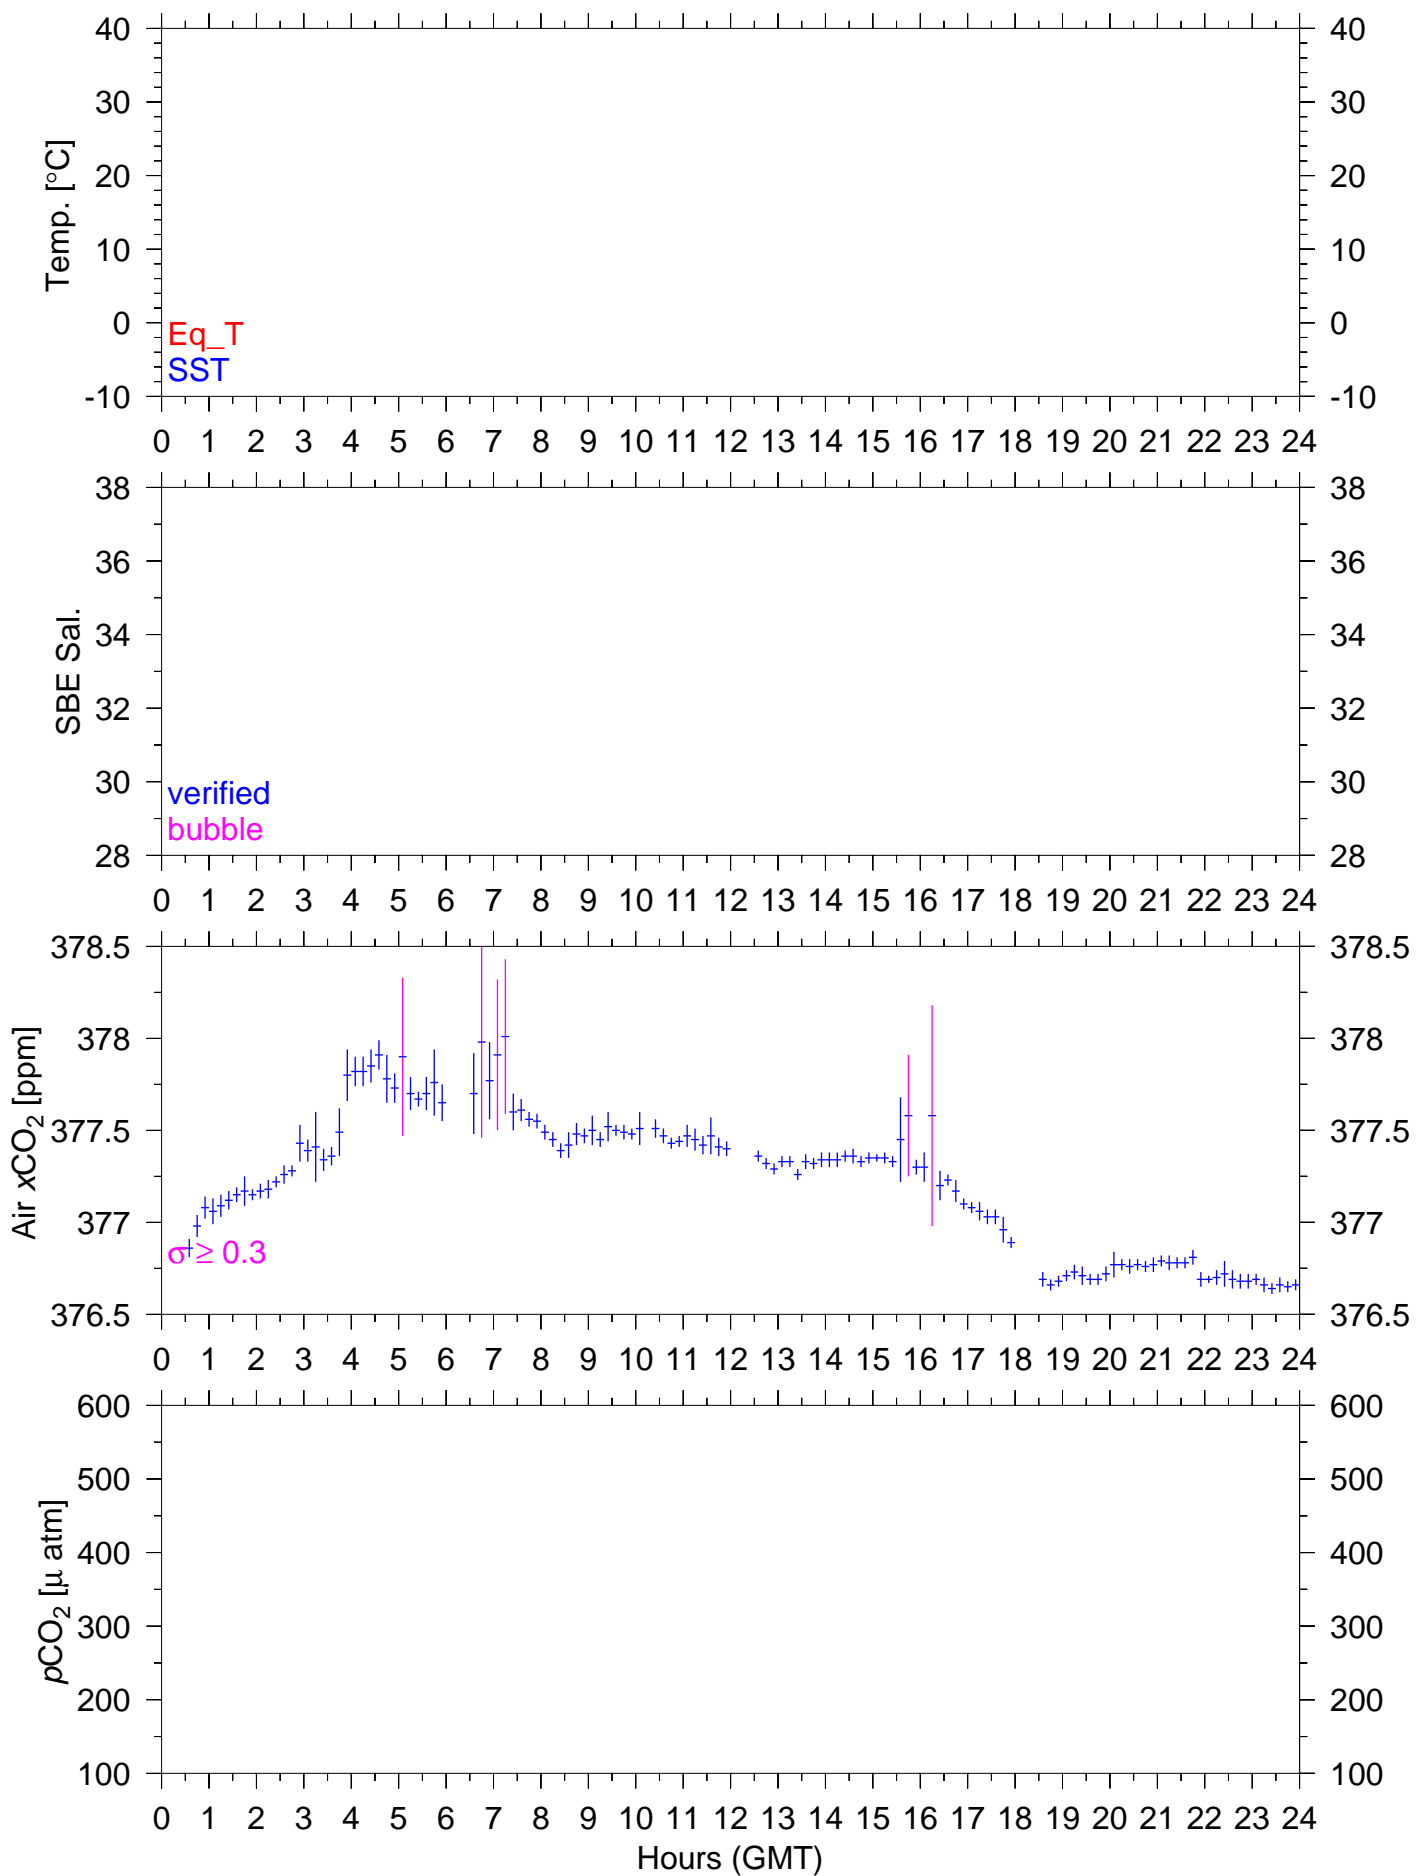 40 40
30 30
20 20
10 10
0 0
-10 -10
Temp. [°C]
Eq_T
SST
0 1 2 3 4 5 6 7 8 9 10 11 12 13 14 15 16 17 18 19 20 21 22 23 24
38 38
36 36
34 34
32 32
30 30
28 28
SBE Sal.
verified
bubble
0 1 2 3 4 5 6 7 8 9 10 11 12 13 14 15 16 17 18 19 20 21 22 23 24
378.5 378.5
378 378
377.5 377.5
377 377
376.5 376.5
Air xCO₂ [ppm]
σ ≥ 0.3
0 1 2 3 4 5 6 7 8 9 10 11 12 13 14 15 16 17 18 19 20 21 22 23 24
600 600
500 500
400 400
300 300
200 200
100 100
pCO₂ [μ atm]
0 1 2 3 4 5 6 7 8 9 10 11 12 13 14 15 16 17 18 19 20 21 22 23 24
Hours (GMT)